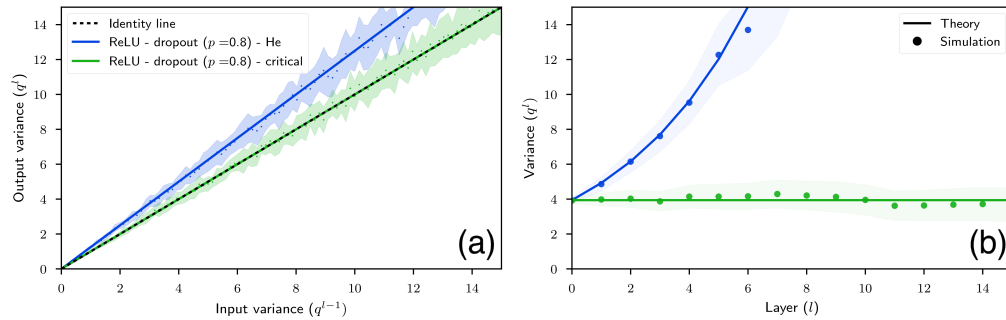 Identity line
ReLU - dropout (p =0.8) - He
ReLU - dropout (p =0.8) - critical
Output variance (q^l)
14
12
10
8
6
4
2
0
0 2 4 6 8 10 12 14
Input variance (q^{l−1})
(a)
Theory
Simulation
Variance (q^l)
14
12
10
8
6
4
2
0
0 2 4 6 8 10 12 14
Layer (l)
(b)